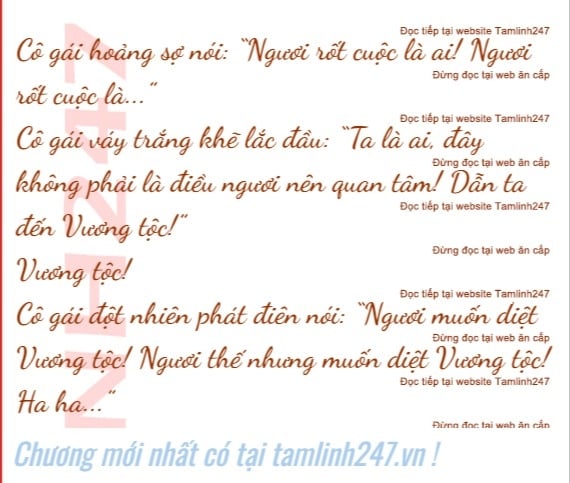 Đọc tiếp tại website Tamlinh247
Cô gái hoảng sợ nói: “Ngươi rốt cuộc là ai! Ngươi
Đừng đọc tại web ăn cắp
rốt cuộc là...”
Đọc tiếp tại website Tamlinh247
Cô gái váy trắng khẽ lắc đầu: “Ta là ai, đây
Đừng đọc tại web ăn cắp
không phải là điều ngươi nên quan tâm! Dẫn ta
Đọc tiếp tại website Tamlinh247
đến Vương tộc!”
Đừng đọc tại web ăn cắp
Vương tộc!
Đọc tiếp tại website Tamlinh247
Cô gái đột nhiên phát điên nói: “Ngươi muốn diệt
Đừng đọc tại web ăn cắp
Vương tộc! Ngươi thế nhưng muốn diệt Vương tộc!
Đọc tiếp tại website Tamlinh247
Ha ha...”
Đừng đọc tại web ăn cắp
NH247
Chương mới nhất có tại tamlinh247.vn !